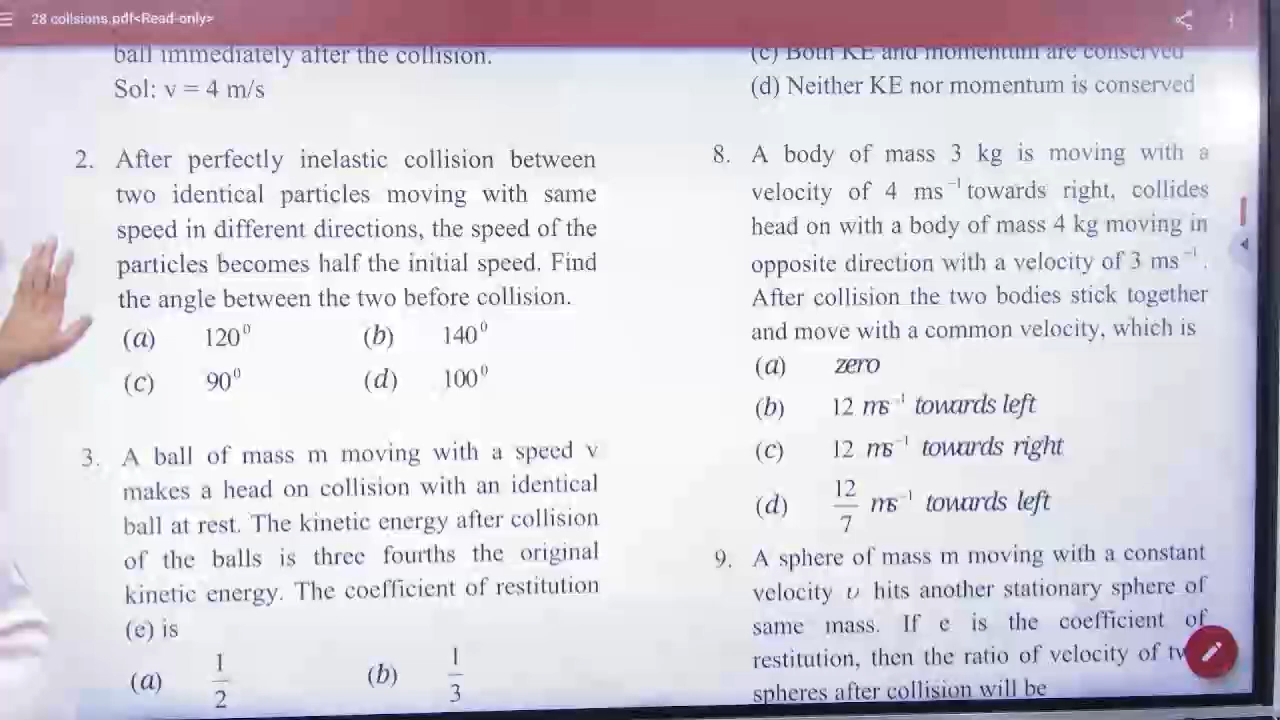 28 collsions.pdf<Read-only>
ball immediately after the collision.
Sol: v = 4 m/s
2. After perfectly inelastic collision between
two identical particles moving with same
speed in different directions, the speed of the
particles becomes half the initial speed. Find
the angle between the two before collision.
(a) 120⁰ (b) 140⁰
(c) 90⁰ (d) 100⁰
3. A ball of mass m moving with a speed v
makes a head on collision with an identical
ball at rest. The kinetic energy after collision
of the balls is three fourths the original
kinetic energy. The coefficient of restitution
(e) is
(a) 1/2 (b) 1/3
(c) Both KE and momentum are conserved
(d) Neither KE nor momentum is conserved
8. A body of mass 3 kg is moving with a
velocity of 4 ms⁻¹ towards right, collides
head on with a body of mass 4 kg moving in
opposite direction with a velocity of 3 ms⁻¹.
After collision the two bodies stick together
and move with a common velocity, which is
(a) zero
(b) 12 ms⁻¹ towards left
(c) 12 ms⁻¹ towards right
(d) 12/7 ms⁻¹ towards left
9. A sphere of mass m moving with a constant
velocity υ hits another stationary sphere of
same mass. If e is the coefficient of
restitution, then the ratio of velocity of
spheres after collision will be